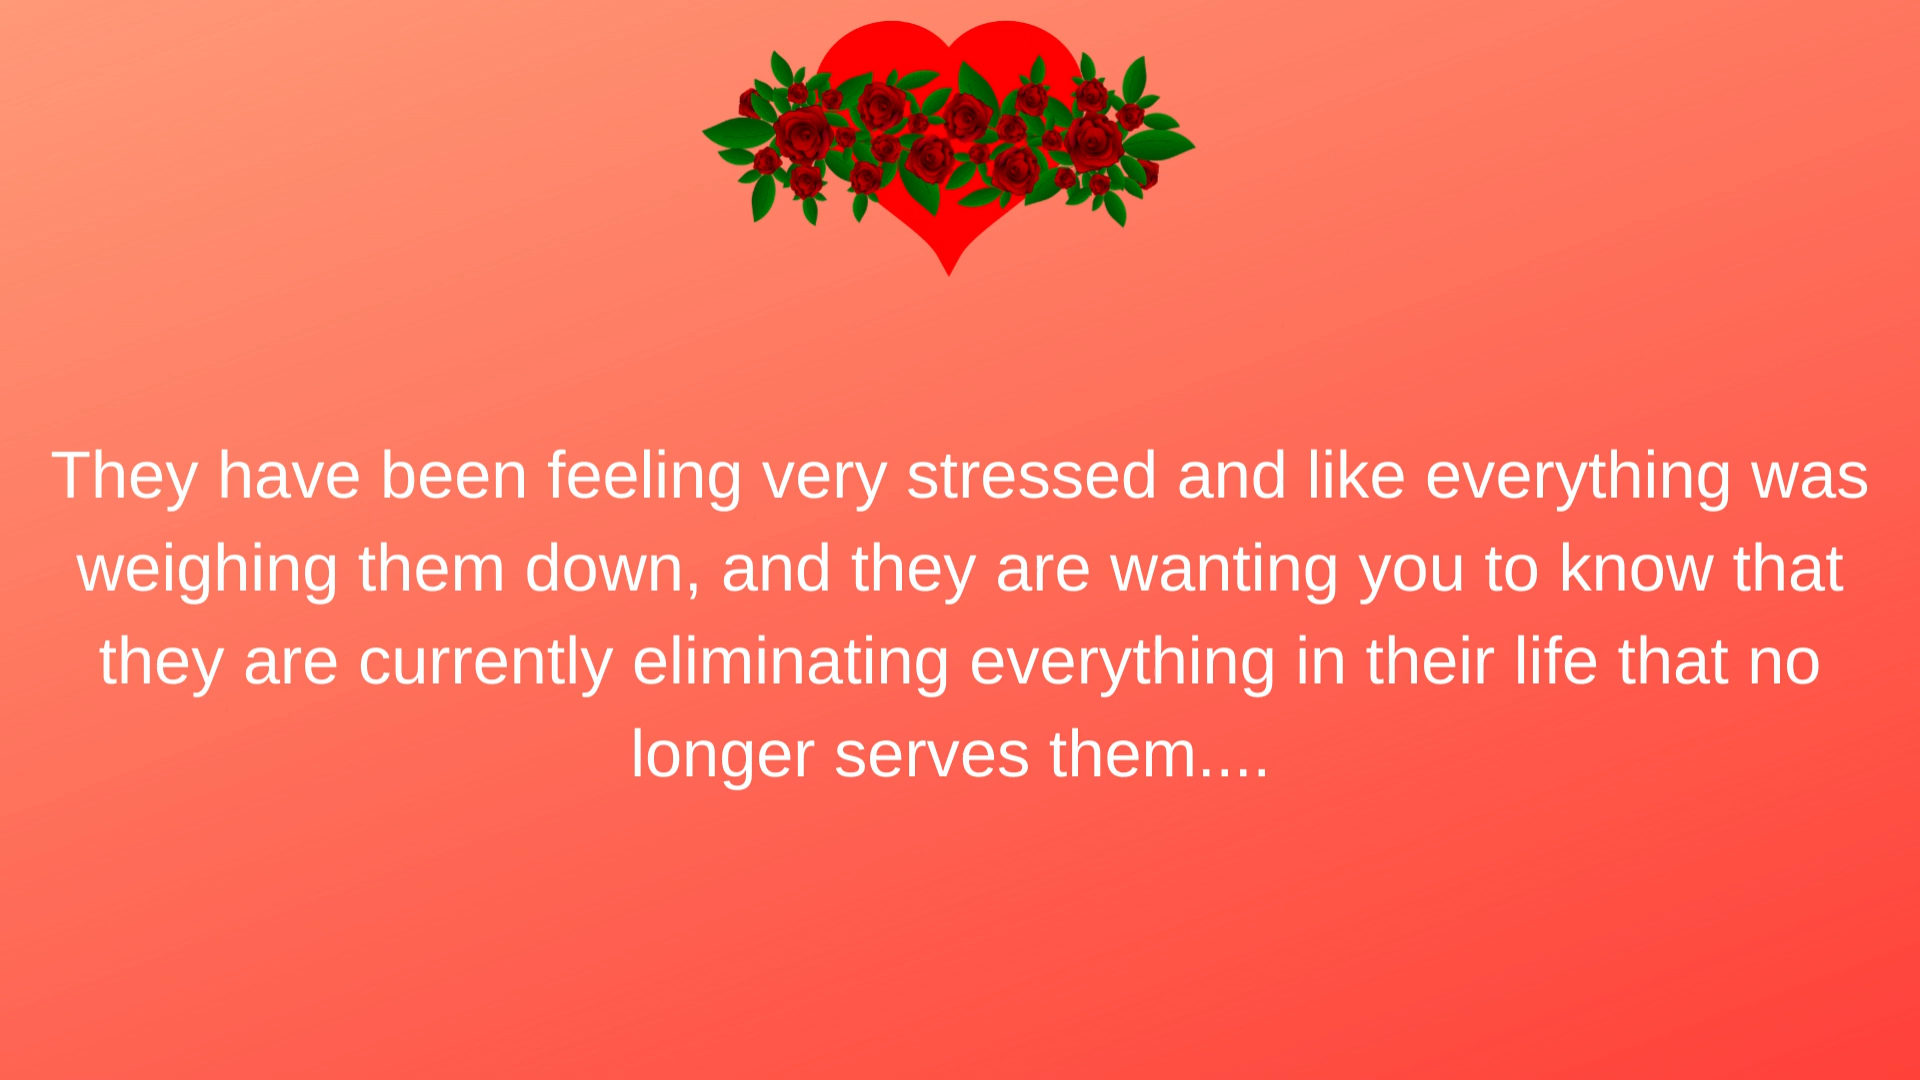 They have been feeling very stressed and like everything was
weighing them down, and they are wanting you to know that
they are currently eliminating everything in their life that no
longer serves them....